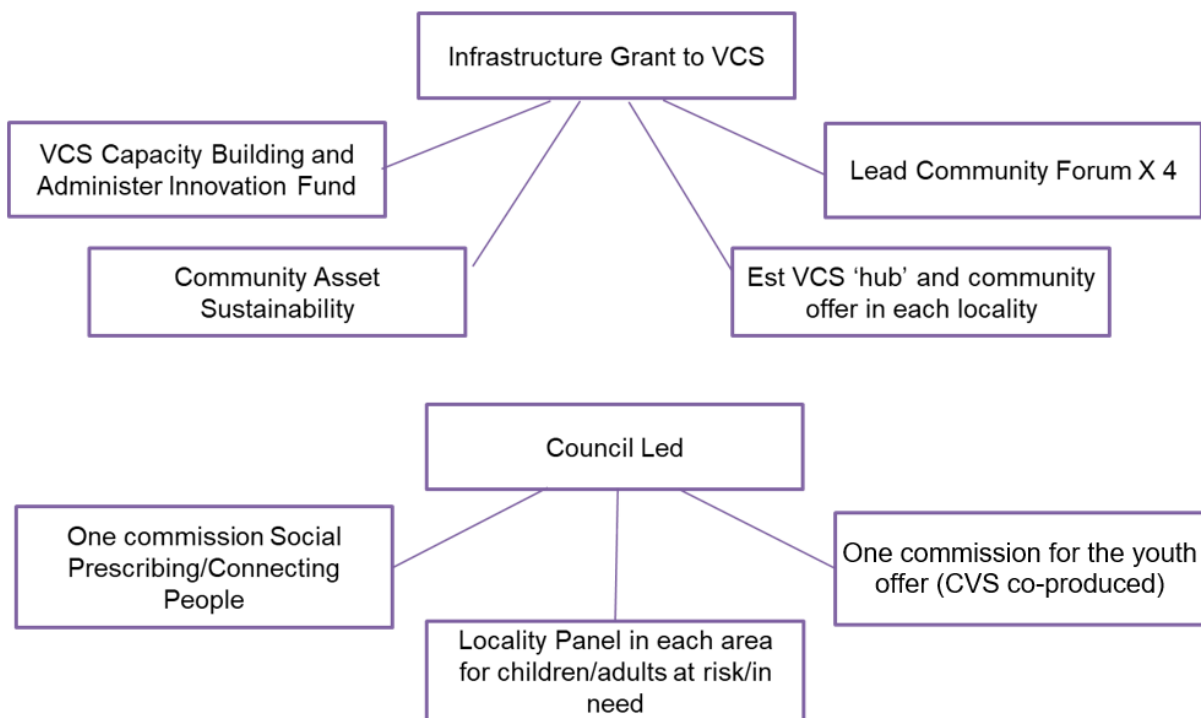 Infrastructure Grant to VCS
VCS Capacity Building and
Administer Innovation Fund
Lead Community Forum X 4
Community Asset
Sustainability
Est VCS ‘hub’ and community
offer in each locality
Council Led
One commission Social
Prescribing/Connecting
People
One commission for the youth
offer (CVS co-produced)
Locality Panel in each area
for children/adults at risk/in
need